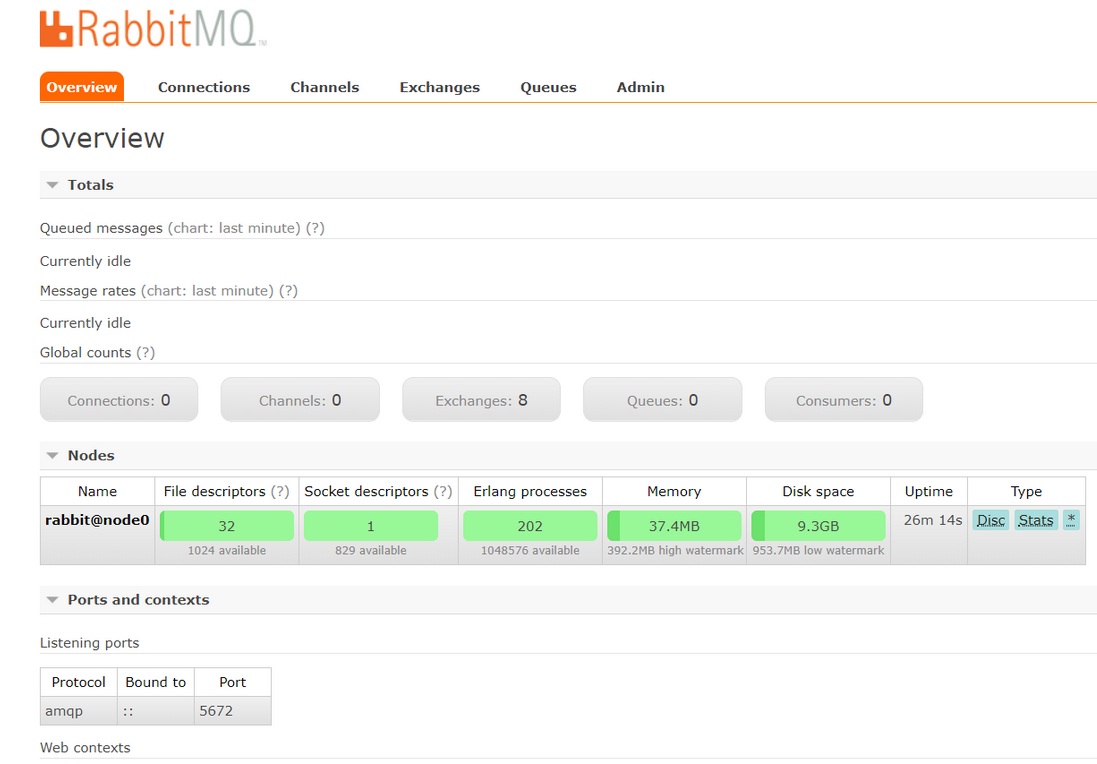 RabbitMQ™
Overview Connections Channels Exchanges Queues Admin
Overview
Totals
Queued messages (chart: last minute) (?)
Currently idle
Message rates (chart: last minute) (?)
Currently idle
Global counts (?)
Connections: 0 Channels: 0 Exchanges: 8 Queues: 0 Consumers: 0
Nodes
Name File descriptors (?) Socket descriptors (?) Erlang processes Memory Disk space Uptime Type
rabbit@node0 32 1 202 37.4MB 9.3GB 26m 14s Disc Stats *
1024 available 829 available 1048576 available 392.2MB high watermark 953.7MB low watermark
Ports and contexts
Listening ports
Protocol Bound to Port
amqp :: 5672
Web contexts